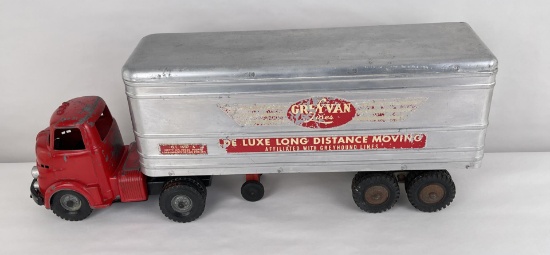 GREYVAN
Lines
DE LUXE LONG DISTANCE MOVING
AFFILIATED WITH GREYHOUND LINES